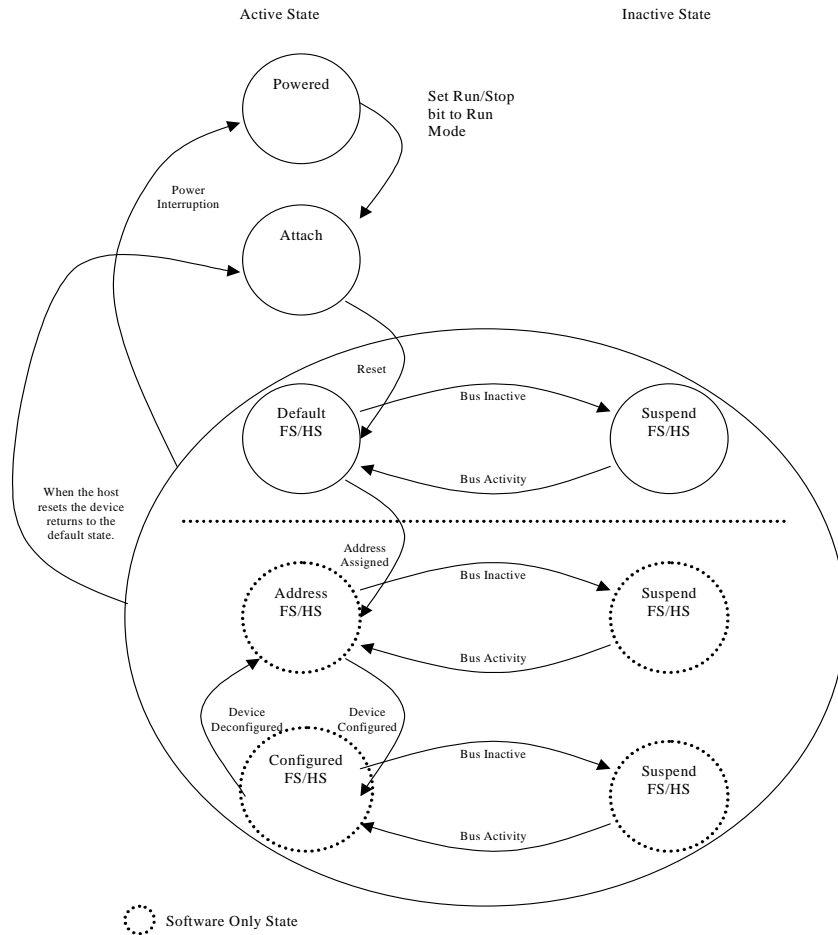 Active State
Inactive State
Powered
Set Run/Stop
bit to Run
Mode
Power
Interruption
Attach
Reset
Default
FS/HS
Bus Inactive
Suspend
FS/HS
Bus Activity
When the host
resets the device
returns to the
default state.
Address
Assigned
Address
FS/HS
Bus Inactive
Suspend
FS/HS
Bus Activity
Device
Deconfigured
Device
Configured
Configured
FS/HS
Bus Inactive
Suspend
FS/HS
Bus Activity
Software Only State